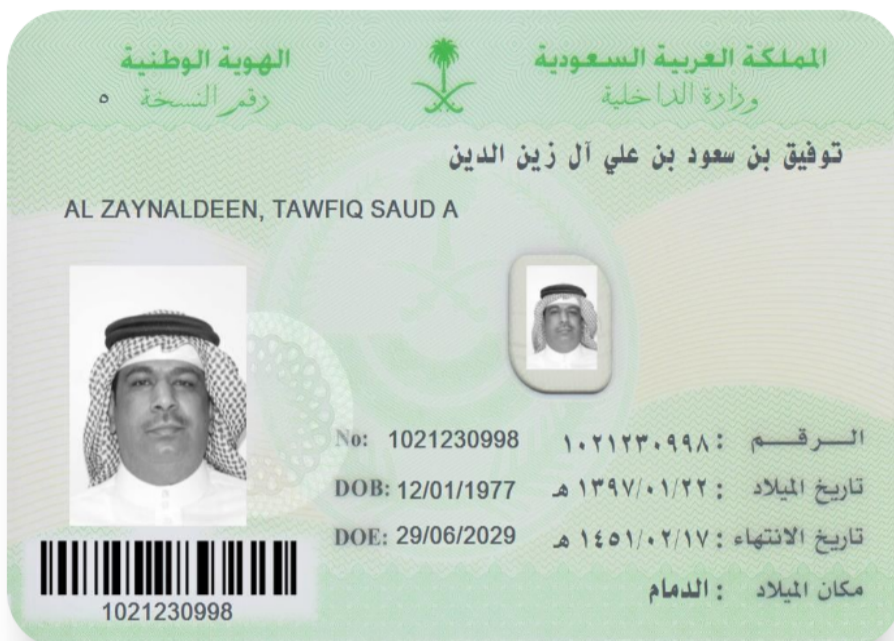 المملكة العربية السعودية
وزارة الداخلية
الهوية الوطنية
رقم النسخة ٥
توفيق بن سعود بن علي آل زين الدين
AL ZAYNALDEEN, TAWFIQ SAUD A
الرقم : ١٠٢١٢٣٠٩٩٨ No: 1021230998
تاريخ الميلاد : ١٣٩٧/٠١/٢٢ هـ DOB: 12/01/1977
تاريخ الانتهاء : ١٤٥١/٠٢/١٧ هـ DOE: 29/06/2029
مكان الميلاد : الدمام
1021230998